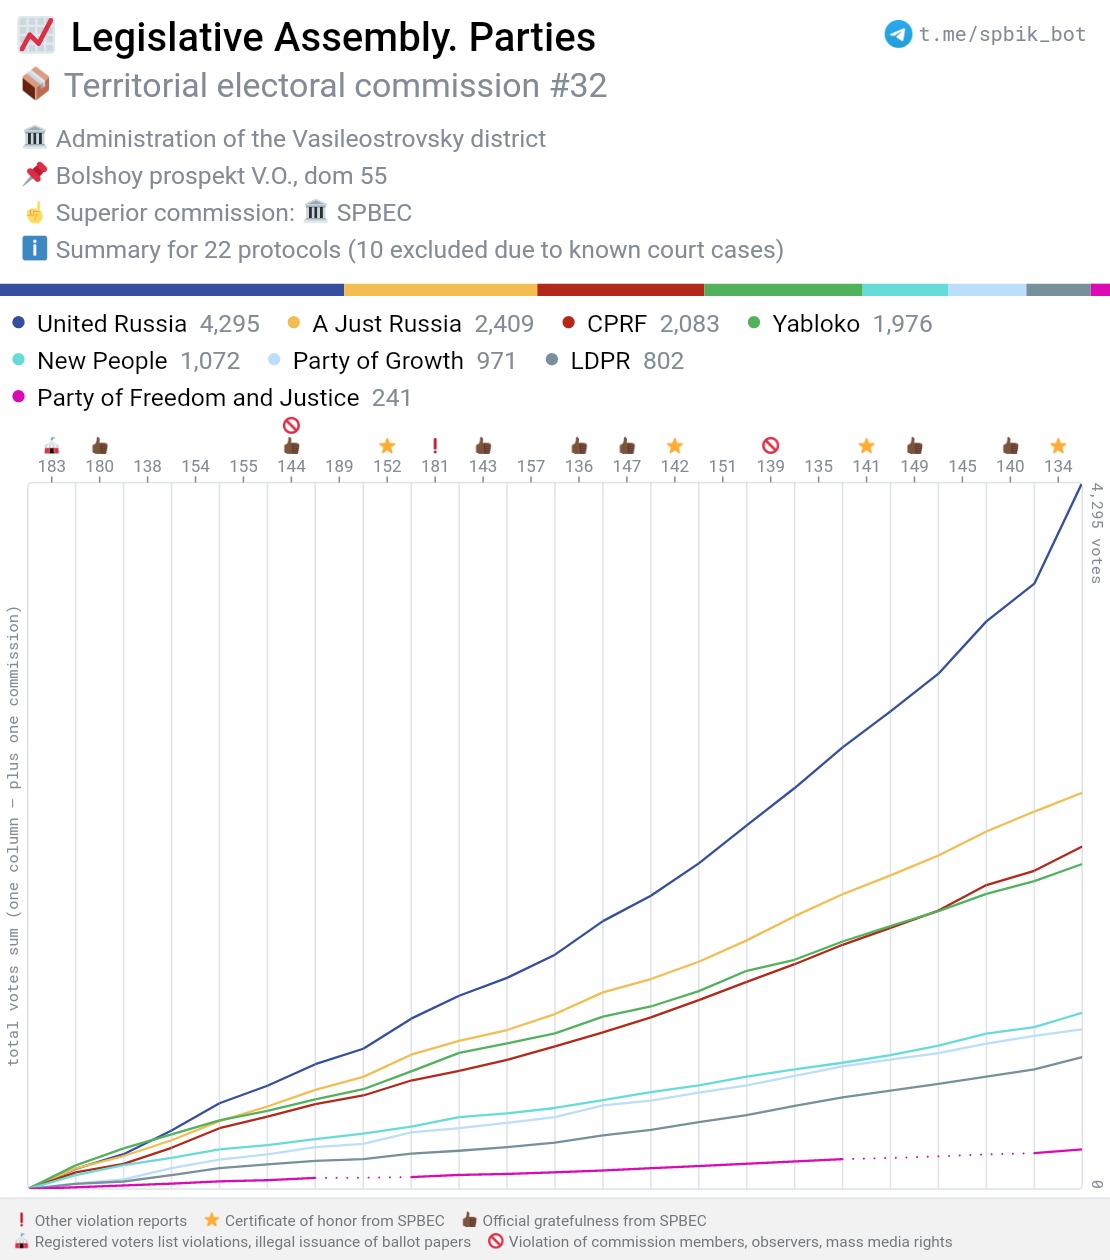 Legislative Assembly. Parties
t.me/spbik_bot
Territorial electoral commission #32
Administration of the Vasileostrovsky district
Bolshoy prospekt V.O., dom 55
Superior commission: SPBEC
Summary for 22 protocols (10 excluded due to known court cases)
United Russia 4,295 A Just Russia 2,409 CPRF 2,083 Yabloko 1,976
New People 1,072 Party of Growth 971 LDPR 802
Party of Freedom and Justice 241
183 180 138 154 155 144 189 152 181 143 157 136 147 142 151 139 135 141 149 145 140 134
4,295 votes
total votes sum (one column — plus one commission)
0
Other violation reports Certificate of honor from SPBEC Official gratefulness from SPBEC
Registered voters list violations, illegal issuance of ballot papers Violation of commission members, observers, mass media rights